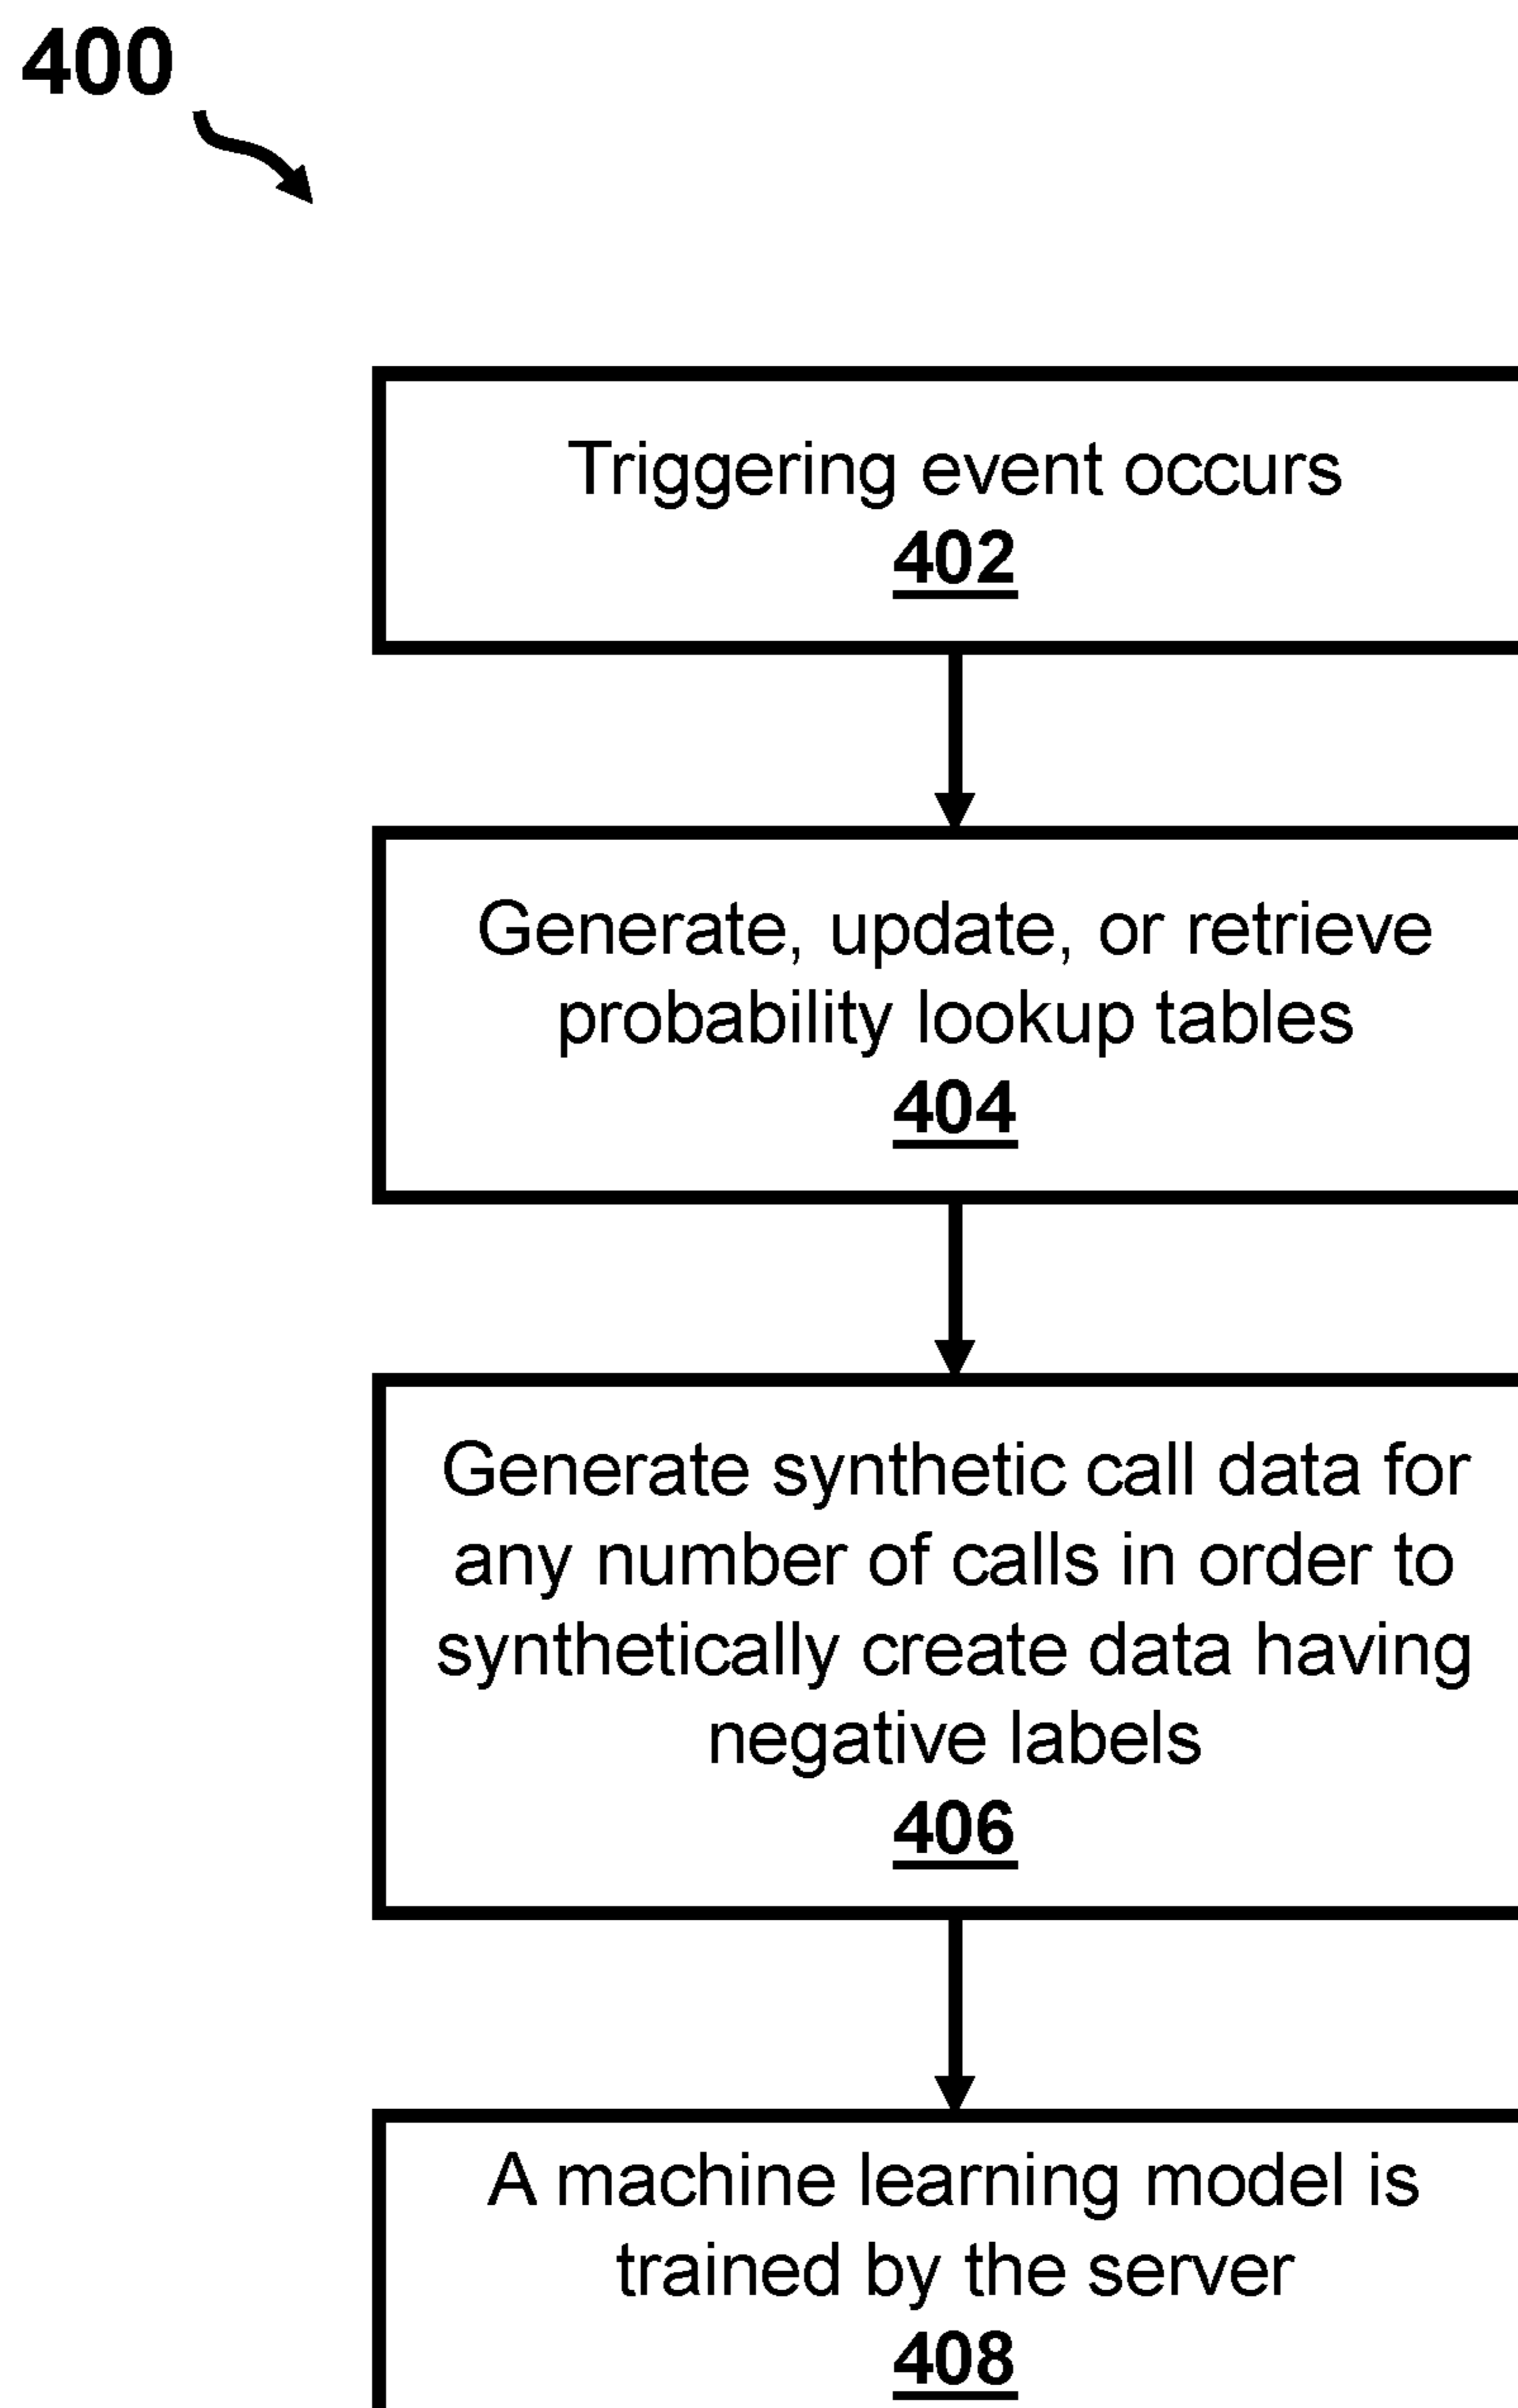 400
Triggering event occurs
402
Generate, update, or retrieve
probability lookup tables
404
Generate synthetic call data for
any number of calls in order to
synthetically create data having
negative labels
406
A machine learning model is
trained by the server
408